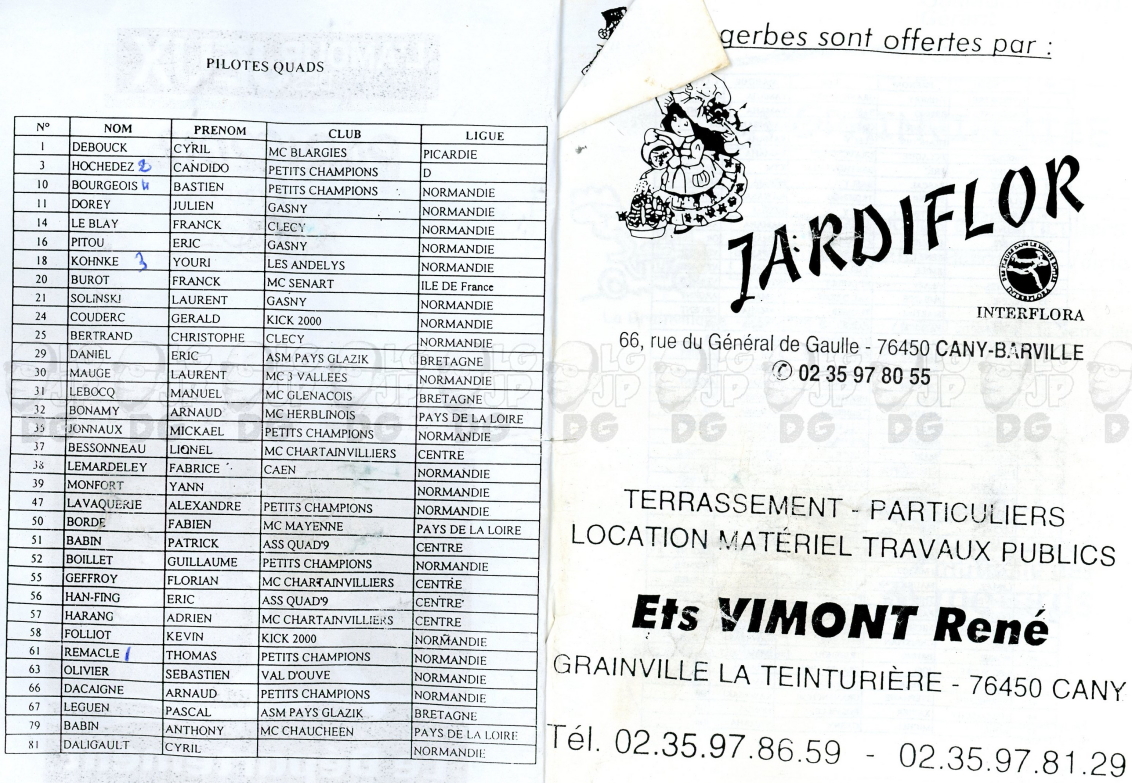 PILOTES QUADS
N° NOM PRENOM CLUB LIGUE
1 DEBOUCK CYRIL MC BLARGIES PICARDIE
3 HOCHEDEZ 2 CANDIDO PETITS CHAMPIONS D
10 BOURGEOIS 4 BASTIEN PETITS CHAMPIONS NORMANDIE
11 DOREY JULIEN GASNY NORMANDIE
14 LE BLAY FRANCK CLECY NORMANDIE
16 PITOU ERIC GASNY NORMANDIE
18 KOHNKE 3 YOURI LES ANDELYS NORMANDIE
20 BUROT FRANCK MC SENART ILE DE France
21 SOLINSKI LAURENT GASNY NORMANDIE
24 COUDERC GERALD KICK 2000 NORMANDIE
25 BERTRAND CHRISTOPHE CLECY NORMANDIE
29 DANIEL ERIC ASM PAYS GLAZIK BRETAGNE
30 MAUGE LAURENT MC 3 VALLEES NORMANDIE
31 LEBOCQ MANUEL MC GLENACOIS BRETAGNE
32 BONAMY ARNAUD MC HERBLINOIS PAYS DE LA LOIRE
35 JONNAUX MICKAEL PETITS CHAMPIONS NORMANDIE
37 BESSONNEAU LIONEL MC CHARTAINVILLIERS CENTRE
38 LEMARDELEY FABRICE CAEN NORMANDIE
39 MONFORT YANN NORMANDIE
47 LAVAQUERIE ALEXANDRE PETITS CHAMPIONS NORMANDIE
50 BORDE FABIEN MC MAYENNE PAYS DE LA LOIRE
51 BABIN PATRICK ASS QUAD'9 CENTRE
52 BOILLET GUILLAUME PETITS CHAMPIONS NORMANDIE
55 GEFFROY FLORIAN MC CHARTAINVILLIERS CENTRE
56 HAN-FING ERIC ASS QUAD'9 CENTRE
57 HARANG ADRIEN MC CHARTAINVILLIERS CENTRE
58 FOLLIOT KEVIN KICK 2000 NORMANDIE
61 REMACLE 1 THOMAS PETITS CHAMPIONS NORMANDIE
63 OLIVIER SEBASTIEN VAL D'OUVE NORMANDIE
66 DACAIGNE ARNAUD PETITS CHAMPIONS NORMANDIE
67 LEGUEN PASCAL ASM PAYS GLAZIK BRETAGNE
79 BABIN ANTHONY MC CHAUCHEEN PAYS DE LA LOIRE
81 DALIGAULT CYRIL NORMANDIE
gerbes sont offertes par :
JARDIFLOR
INTERFLORA
INTERFLORA
66, rue du Général de Gaulle - 76450 CANY-BARVILLE
✆ 02 35 97 80 55
LG JP DG
TERRASSEMENT - PARTICULIERS
LOCATION MATÉRIEL TRAVAUX PUBLICS
Ets VIMONT René
GRAINVILLE LA TEINTURIÈRE - 76450 CANY
Tél. 02.35.97.86.59 - 02.35.97.81.29